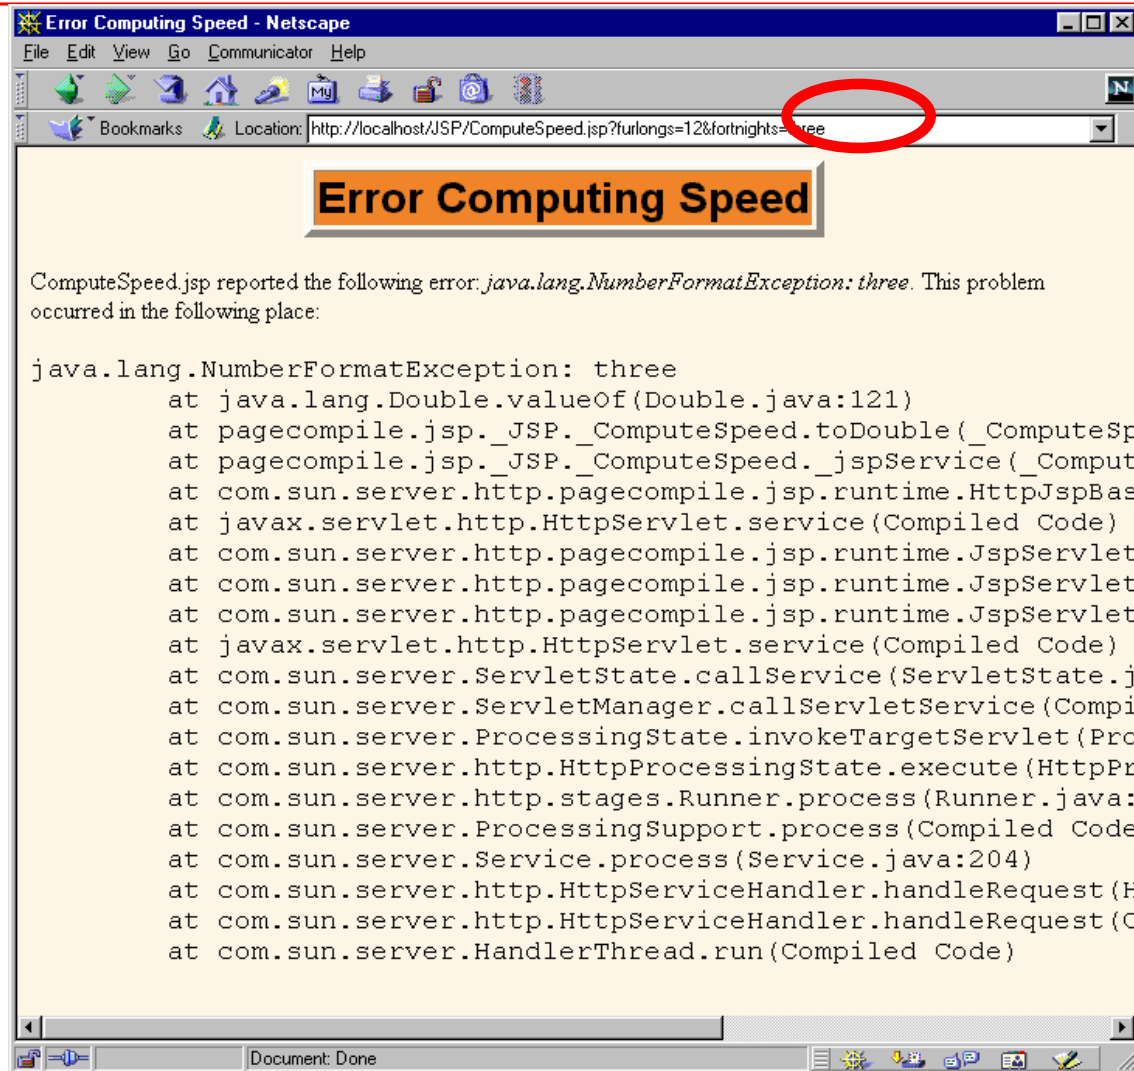 Error Computing Speed - Netscape
File Edit View Go Communicator Help
My N
Bookmarks Location: http://localhost/JSP/ComputeSpeed.jsp?furlongs=12&fortnights=three
Error Computing Speed
ComputeSpeed.jsp reported the following error: java.lang.NumberFormatException: three. This problem
occurred in the following place:
java.lang.NumberFormatException: three
at java.lang.Double.valueOf(Double.java:121)
at pagecompile.jsp._JSP._ComputeSpeed.toDouble(_ComputeSp
at pagecompile.jsp._JSP._ComputeSpeed._jspService(_Comput
at com.sun.server.http.pagecompile.jsp.runtime.HttpJspBas
at javax.servlet.http.HttpServlet.service(Compiled Code)
at com.sun.server.http.pagecompile.jsp.runtime.JspServlet
at com.sun.server.http.pagecompile.jsp.runtime.JspServlet
at com.sun.server.http.pagecompile.jsp.runtime.JspServlet
at javax.servlet.http.HttpServlet.service(Compiled Code)
at com.sun.server.ServletState.callService(ServletState.j
at com.sun.server.ServletManager.callServletService(Compi
at com.sun.server.ProcessingState.invokeTargetServlet(Pro
at com.sun.server.http.HttpProcessingState.execute(HttpPr
at com.sun.server.http.stages.Runner.process(Runner.java:
at com.sun.server.ProcessingSupport.process(Compiled Code
at com.sun.server.Service.process(Service.java:204)
at com.sun.server.http.HttpServiceHandler.handleRequest(H
at com.sun.server.http.HttpServiceHandler.handleRequest(C
at com.sun.server.HandlerThread.run(Compiled Code)
Document: Done